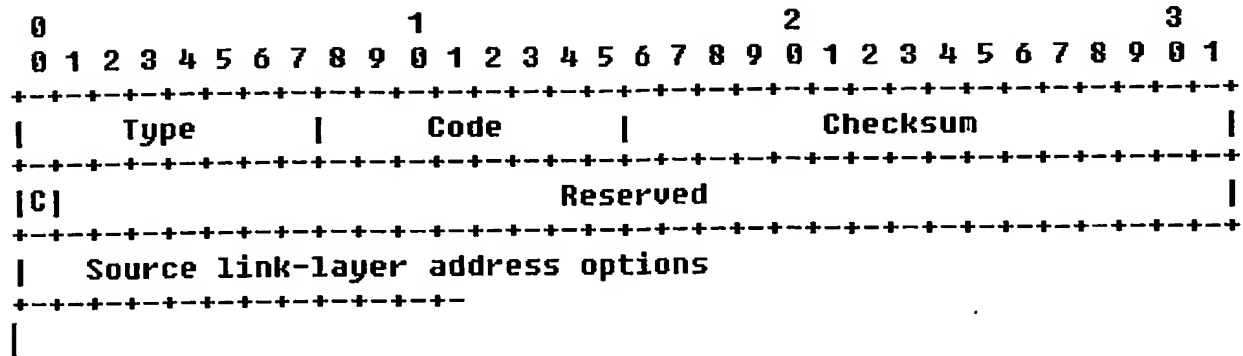 0                   1                   2                   3
0 1 2 3 4 5 6 7 8 9 0 1 2 3 4 5 6 7 8 9 0 1 2 3 4 5 6 7 8 9 0 1
+-+-+-+-+-+-+-+-+-+-+-+-+-+-+-+-+-+-+-+-+-+-+-+-+-+-+-+-+-+-+-+-+
|     Type      |     Code      |          Checksum             |
+-+-+-+-+-+-+-+-+-+-+-+-+-+-+-+-+-+-+-+-+-+-+-+-+-+-+-+-+-+-+-+-+
|C|                          Reserved                           |
+-+-+-+-+-+-+-+-+-+-+-+-+-+-+-+-+-+-+-+-+-+-+-+-+-+-+-+-+-+-+-+-+
|   Source link-layer address options
+-+-+-+-+-+-+-+-+-+-+-+-
|